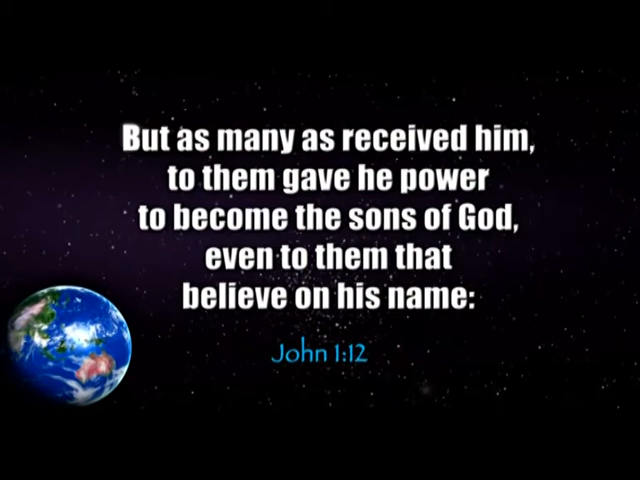 But as many as received him,
to them gave he power
to become the sons of God,
even to them that
believe on his name:
John 1:12